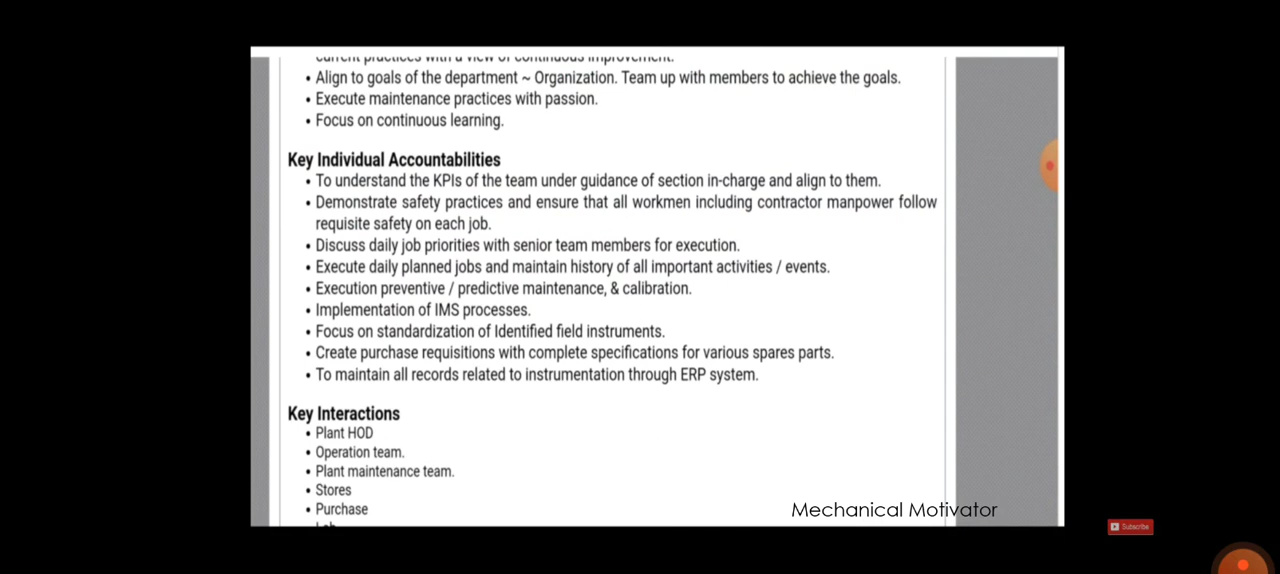 current practices with a view of continuous improvement.
• Align to goals of the department ~ Organization. Team up with members to achieve the goals.
• Execute maintenance practices with passion.
• Focus on continuous learning.
Key Individual Accountabilities
• To understand the KPIs of the team under guidance of section in-charge and align to them.
• Demonstrate safety practices and ensure that all workmen including contractor manpower follow
requisite safety on each job.
• Discuss daily job priorities with senior team members for execution.
• Execute daily planned jobs and maintain history of all important activities / events.
• Execution preventive / predictive maintenance, & calibration.
• Implementation of IMS processes.
• Focus on standardization of Identified field instruments.
• Create purchase requisitions with complete specifications for various spares parts.
• To maintain all records related to instrumentation through ERP system.
Key Interactions
• Plant HOD
• Operation team.
• Plant maintenance team.
• Stores
• Purchase
Mechanical Motivator
Subscribe